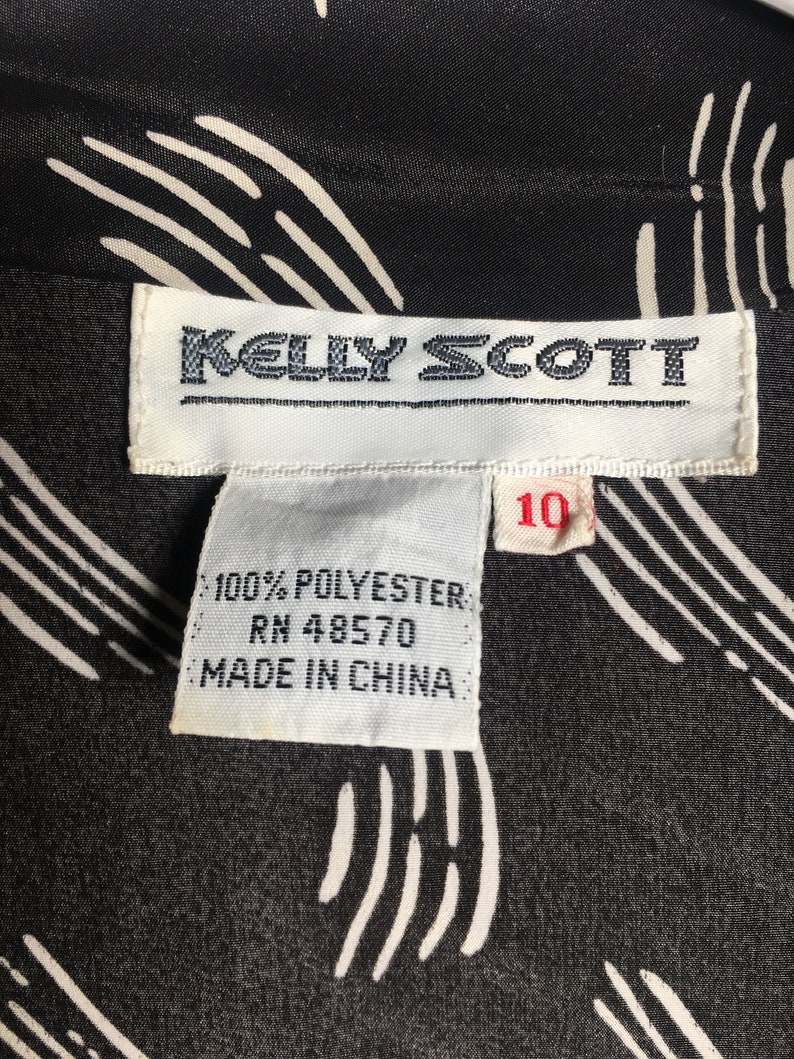 KELLY SCOTT
10
100% POLYESTER
RN 48570
MADE IN CHINA